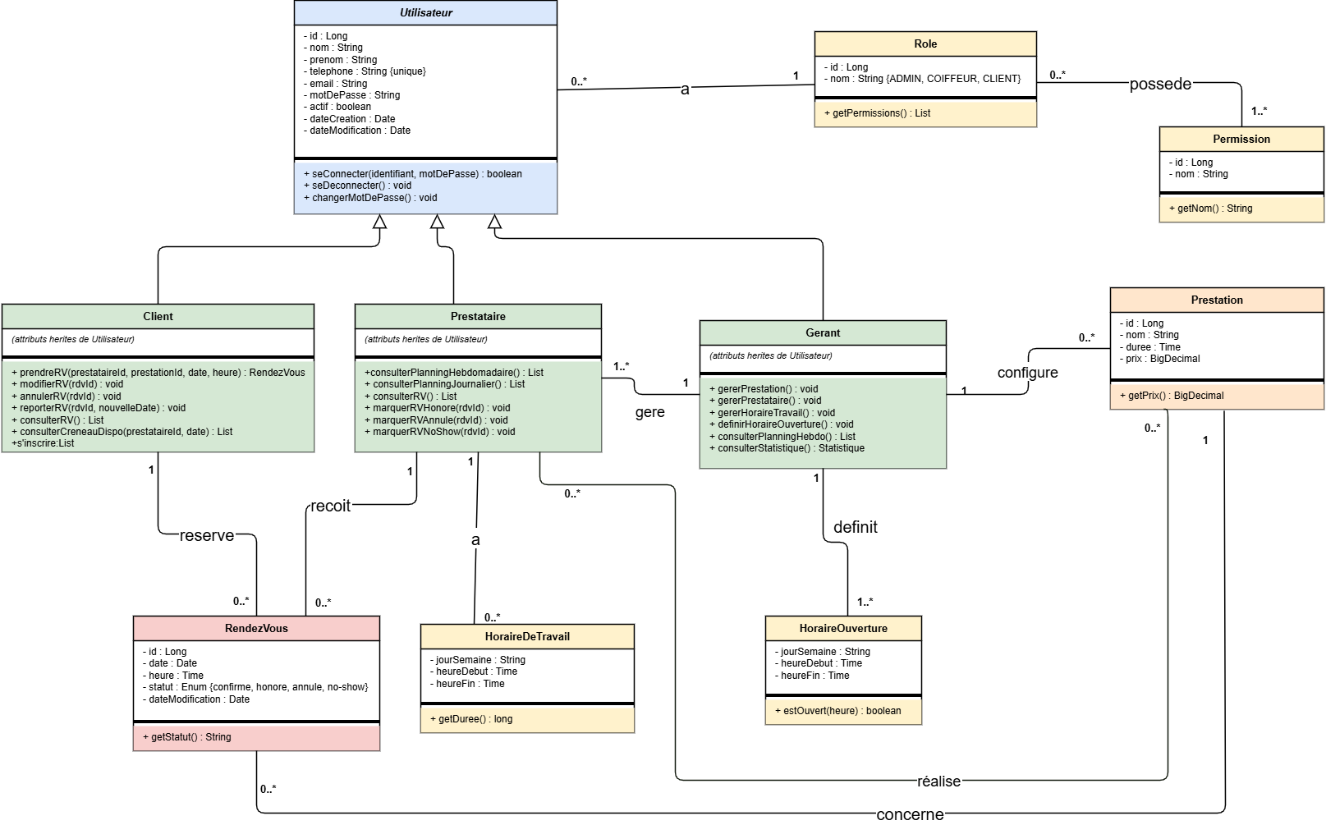 Utilisateur
- id : Long
- nom : String
- prenom : String
- telephone : String {unique}
- email : String
- motDePasse : String
- actif : boolean
- dateCreation : Date
- dateModification : Date
+ seConnecter(identifiant, motDePasse) : boolean
+ seDeconnecter() : void
+ changerMotDePasse() : void
0..*
a
1
Role
- id : Long
- nom : String {ADMIN, COIFFEUR, CLIENT}
+ getPermissions() : List
0..*
possede
1..*
Permission
- id : Long
- nom : String
+ getNom() : String
Client
(attributs herites de Utilisateur)
+ prendreRV(prestataireId, prestationId, date, heure) : RendezVous
+ modifierRV(rdvId) : void
+ annulerRV(rdvId) : void
+ reporterRV(rdvId, nouvelleDate) : void
+ consulterRV() : List
+ consulterCreneauDispo(prestataireId, date) : List
+s'inscrire:List
Prestataire
(attributs herites de Utilisateur)
+consulterPlanningHebdomadaire() : List
+ consulterPlanningJournalier() : List
+ consulterRV() : List
+ marquerRVHonore(rdvId) : void
+ marquerRVAnnule(rdvId) : void
+ marquerRVNoShow(rdvId) : void
1..*
gere
1
Gerant
(attributs herites de Utilisateur)
+ gererPrestation() : void
+ gererPrestataire() : void
+ gererHoraireTravail() : void
+ definirHoraireOuverture() : void
+ consulterPlanningHebdo() : List
+ consulterStatistique() : Statistique
1
configure
0..*
Prestation
- id : Long
- nom : String
- duree : Time
- prix : BigDecimal
+ getPrix() : BigDecimal
0..*
1
1
reserve
0..*
1
recoit
0..*
1
a
0..*
0..*
1
definit
1..*
RendezVous
- id : Long
- date : Date
- heure : Time
- statut : Enum {confirme, honore, annule, no-show}
- dateModification : Date
+ getStatut() : String
HoraireDeTravail
- jourSemaine : String
- heureDebut : Time
- heureFin : Time
+ getDuree() : long
HoraireOuverture
- jourSemaine : String
- heureDebut : Time
- heureFin : Time
+ estOuvert(heure) : boolean
réalise
0..*
concerne